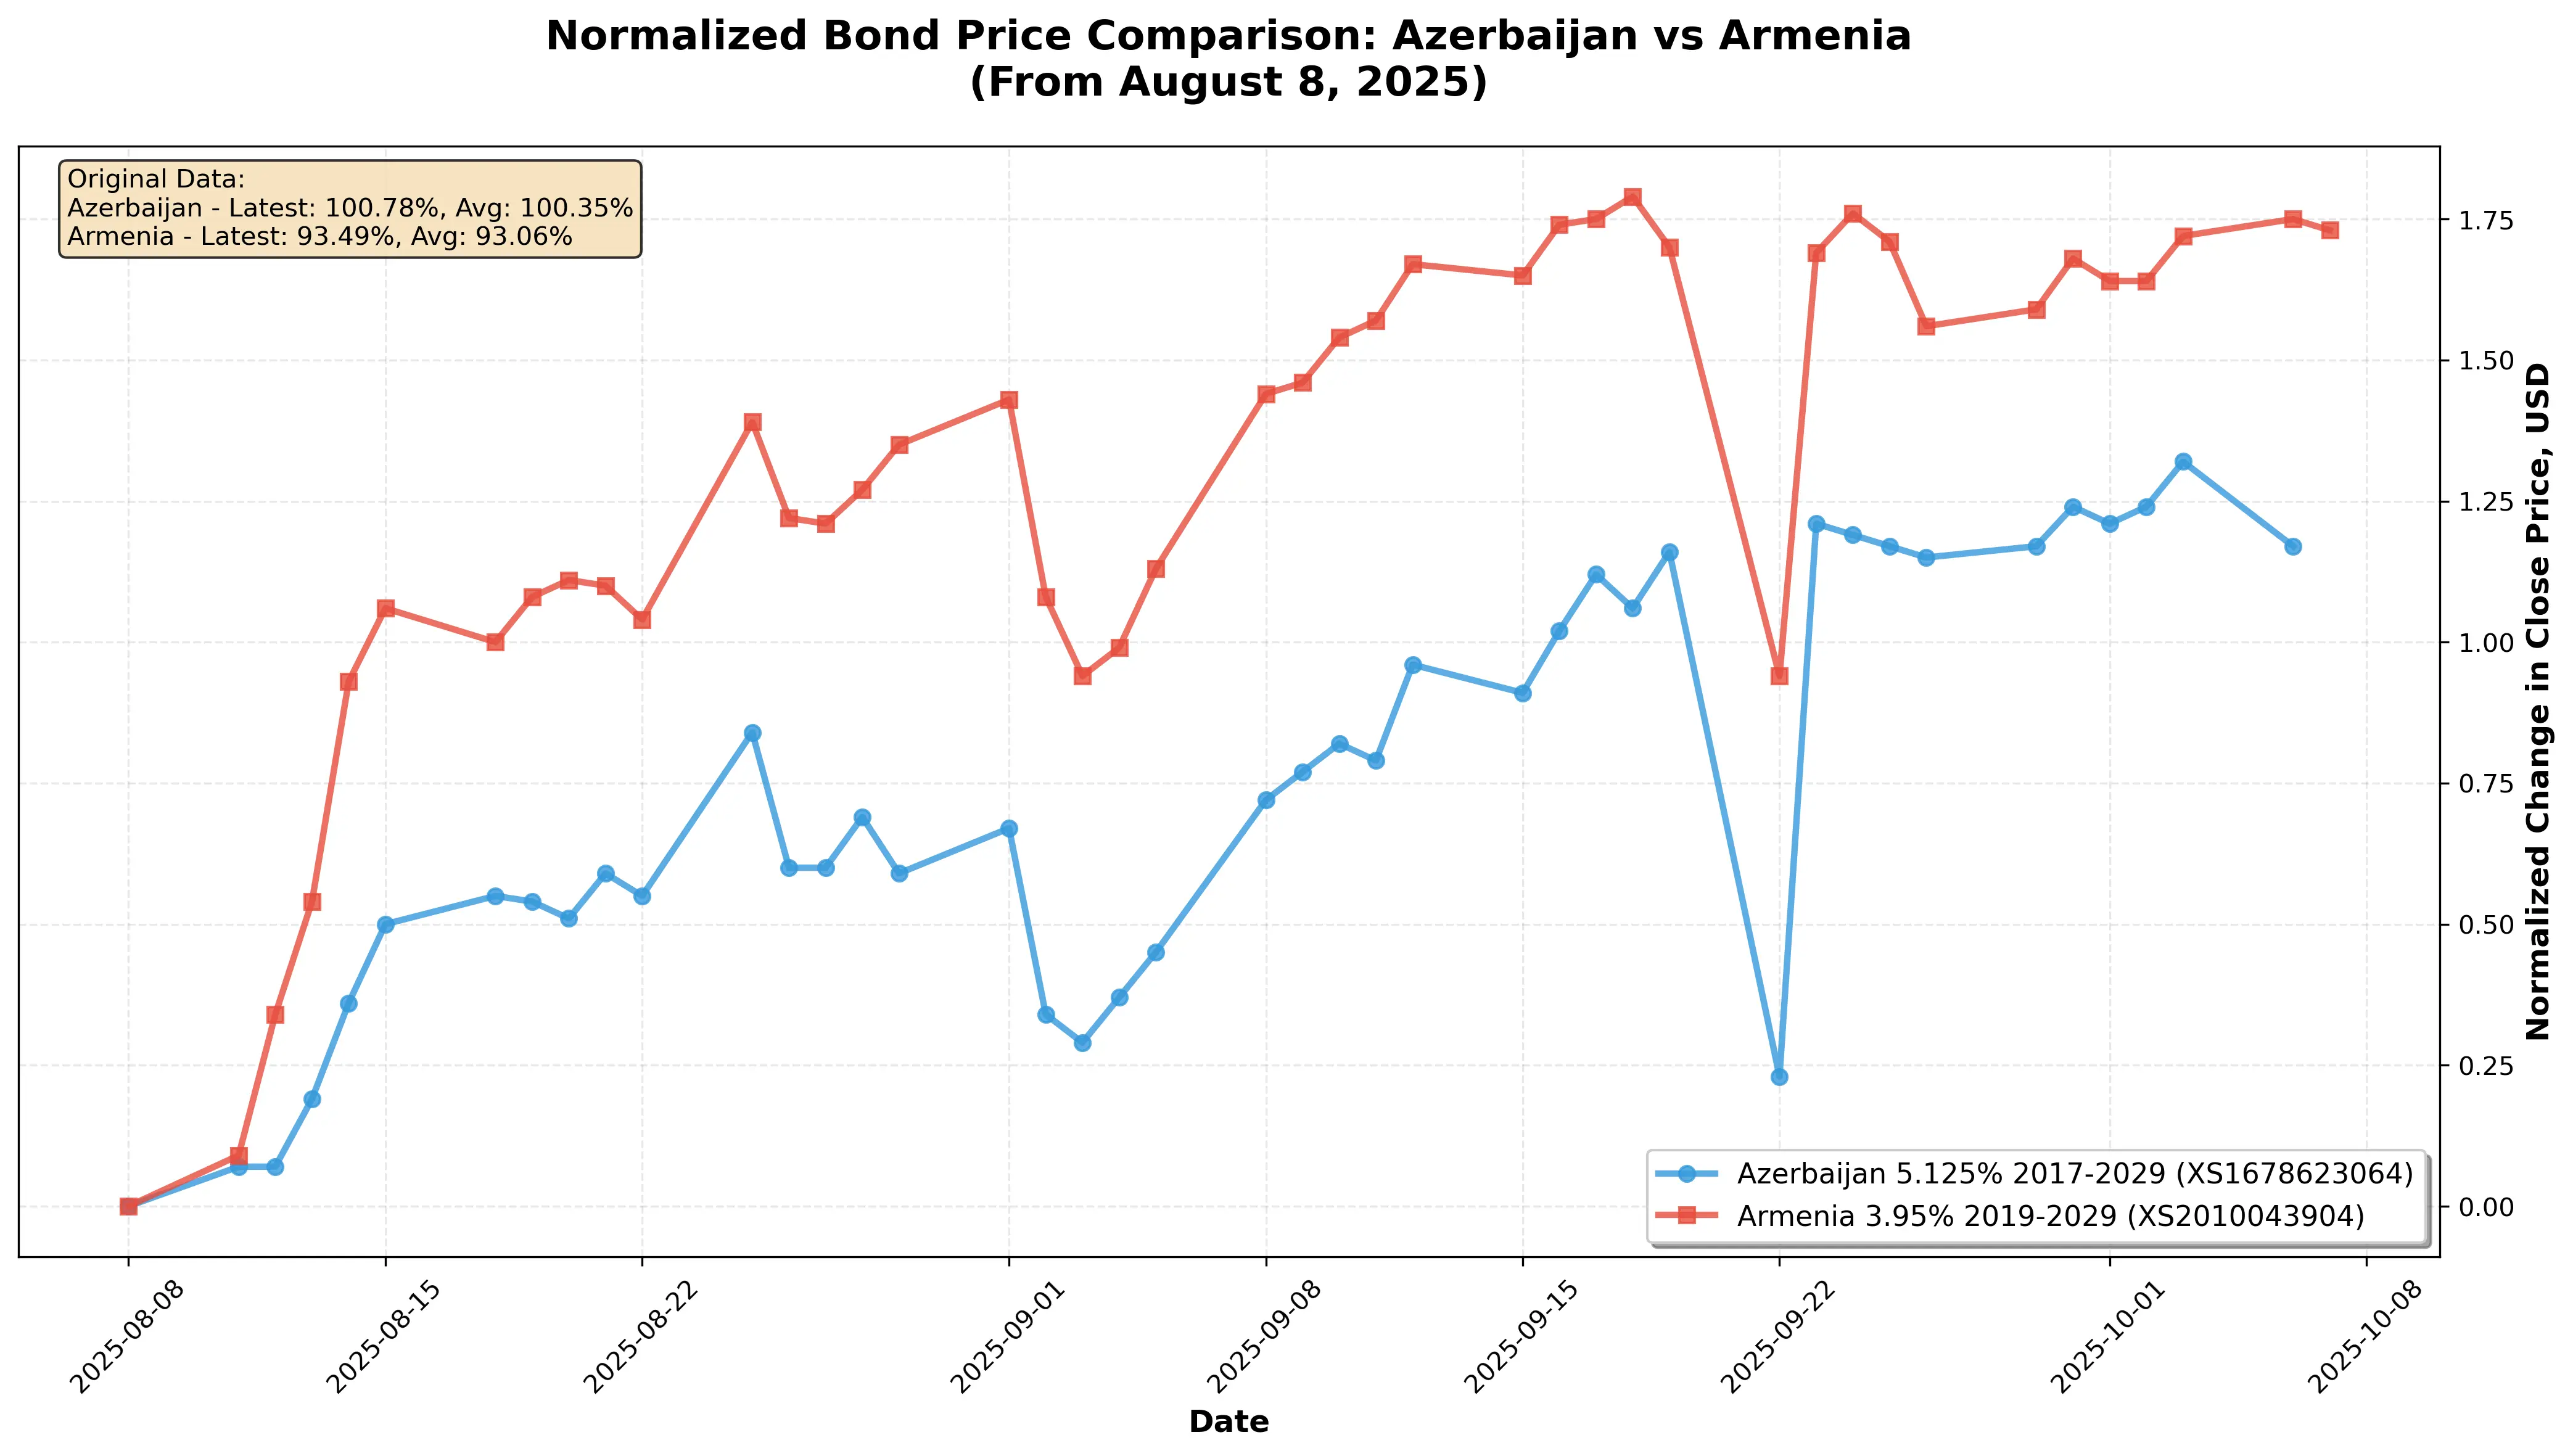 Normalized Bond Price Comparison: Azerbaijan vs Armenia
(From August 8, 2025)
Original Data:
Azerbaijan - Latest: 100.78%, Avg: 100.35%
Armenia - Latest: 93.49%, Avg: 93.06%
1.75
1.50
1.25
1.00
0.75
0.50
0.25
0.00
Normalized Change in Close Price, USD
Azerbaijan 5.125% 2017-2029 (XS1678623064)
Armenia 3.95% 2019-2029 (XS2010043904)
2025-08-08
2025-08-15
2025-08-22
2025-09-01
2025-09-08
2025-09-15
2025-09-22
2025-10-01
2025-10-08
Date